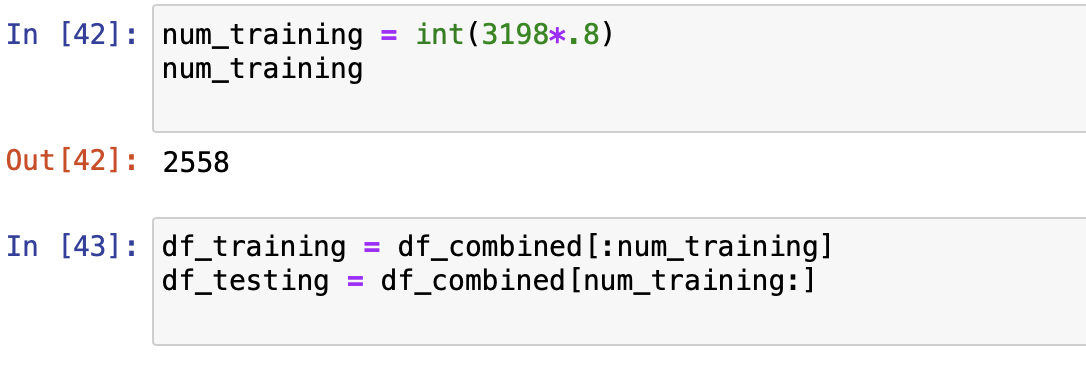 In [42]: num_training = int(3198*.8)
num_training
Out[42]: 2558
In [43]: df_training = df_combined[:num_training]
df_testing = df_combined[num_training:]